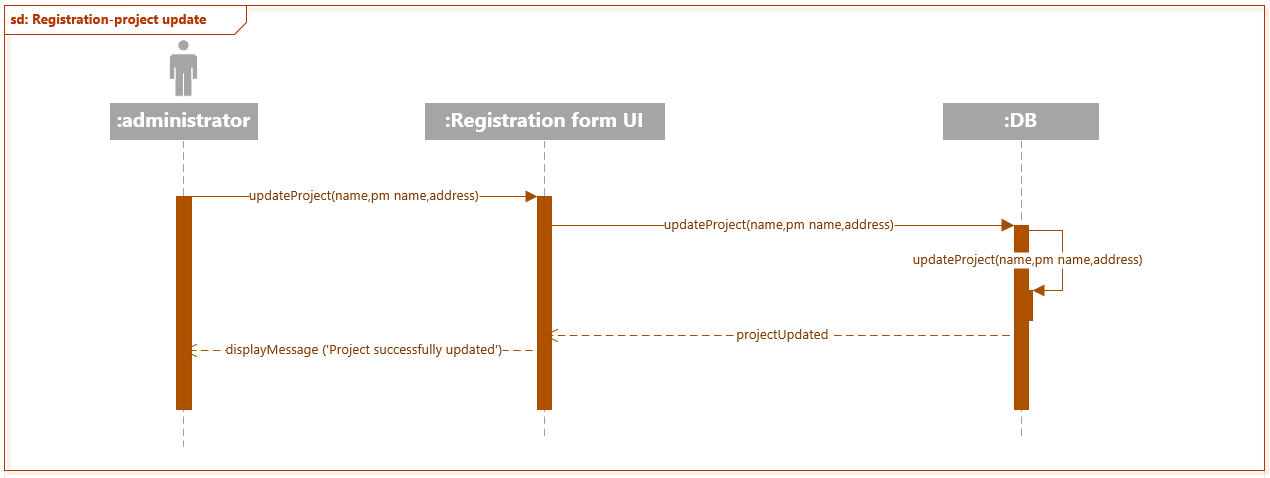 sd: Registration-project update
:administrator
:Registration form UI
:DB
updateProject(name,pm name,address)
updateProject(name,pm name,address)
updateProject(name,pm name,address)
projectUpdated
displayMessage ('Project successfully updated')